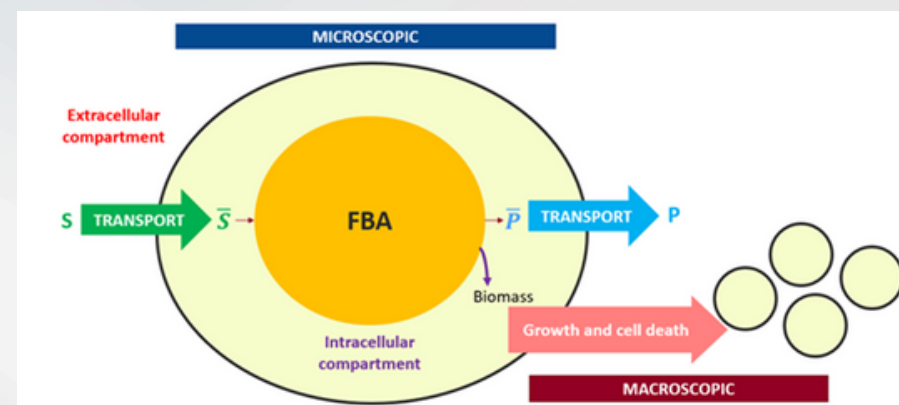 MICROSCOPIC
Extracellular
compartment
S
TRANSPORT
S̅
FBA
P̅
TRANSPORT
P
Biomass
Growth and cell death
Intracellular
compartment
MACROSCOPIC